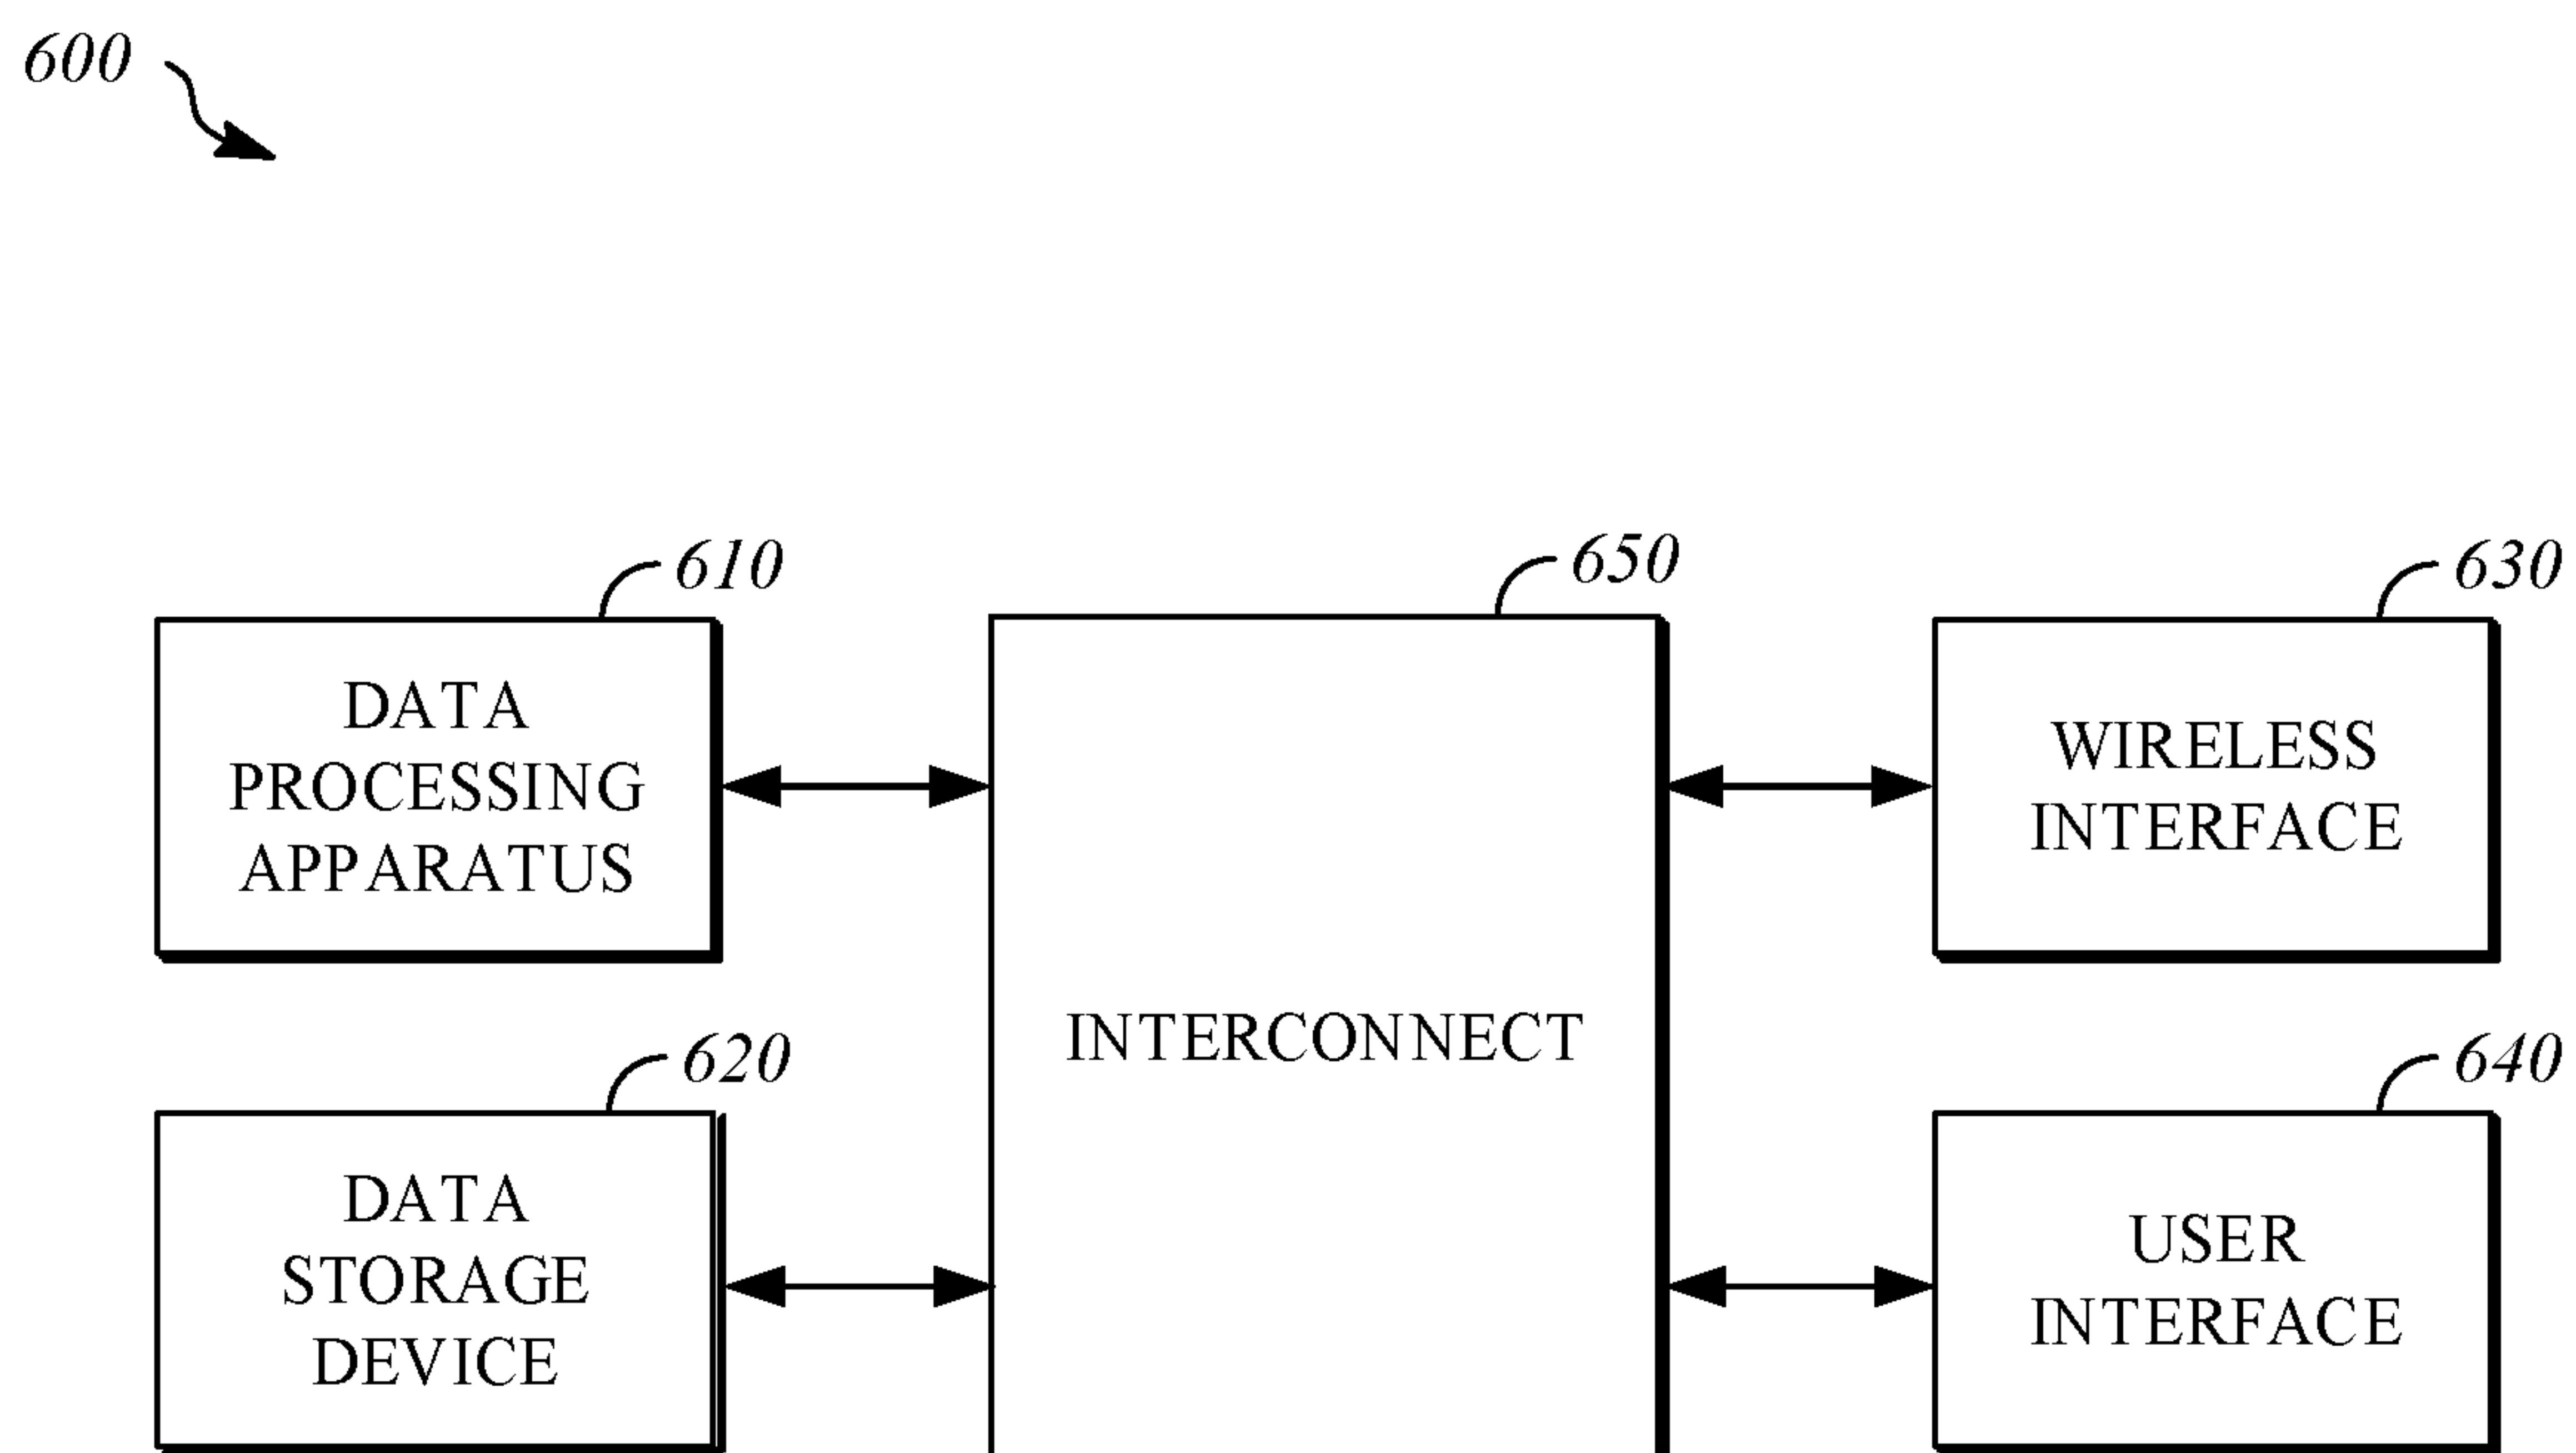 600
610
DATA
PROCESSING
APPARATUS
650
INTERCONNECT
630
WIRELESS
INTERFACE
620
DATA
STORAGE
DEVICE
640
USER
INTERFACE